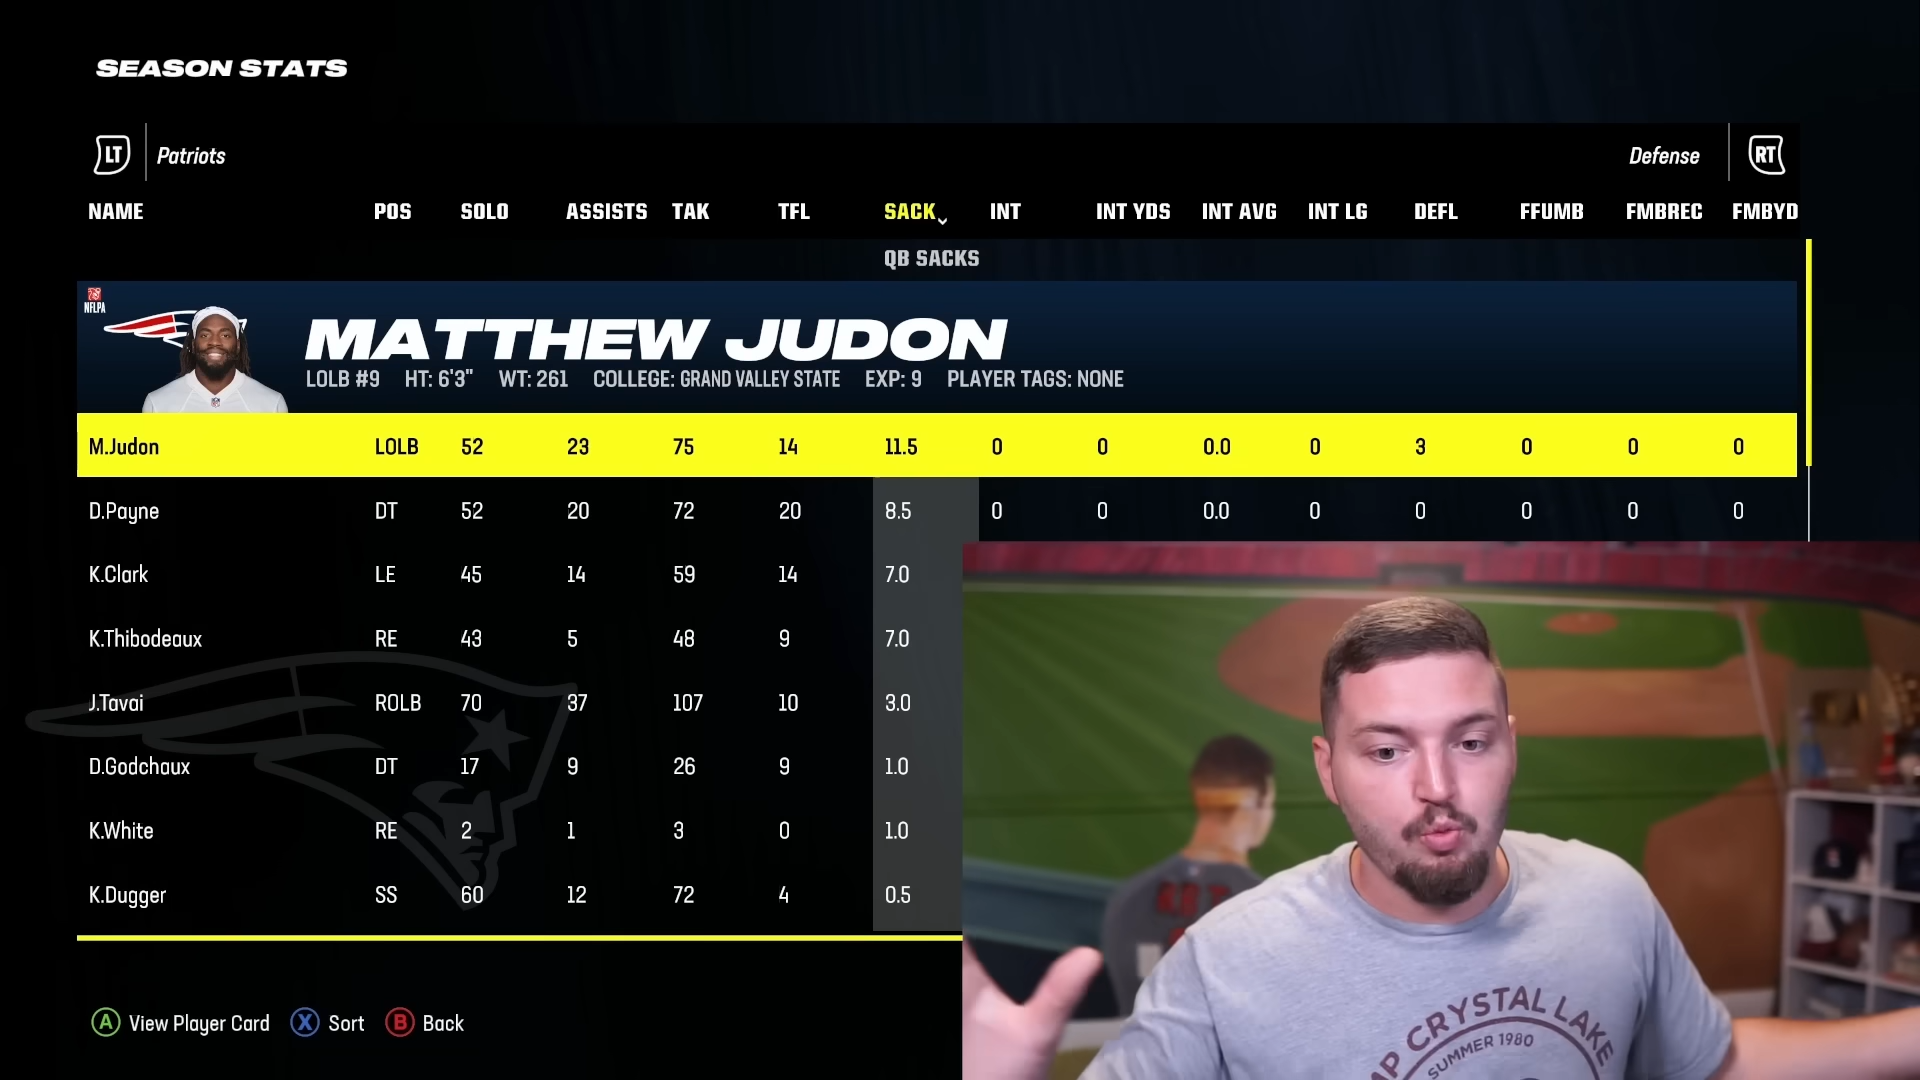 SEASON STATS
LT Patriots Defense RT
NAME POS SOLO ASSISTS TAK TFL SACK INT INT YDS INT AVG INT LG DEFL FFUMB FMBREC FMBYD
QB SACKS
NFLPA
MATTHEW JUDON
LOLB #9 HT: 6'3" WT: 261 COLLEGE: GRAND VALLEY STATE EXP: 9 PLAYER TAGS: NONE
M.Judon LOLB 52 23 75 14 11.5 0 0 0.0 0 3 0 0 0
D.Payne DT 52 20 72 20 8.5 0 0 0.0 0 0 0 0 0
K.Clark LE 45 14 59 14 7.0
K.Thibodeaux RE 43 5 48 9 7.0
J.Tavai ROLB 70 37 107 10 3.0
D.Godchaux DT 17 9 26 9 1.0
K.White RE 2 1 3 0 1.0
K.Dugger SS 60 12 72 4 0.5
A View Player Card X Sort B Back
CRYSTAL LAKE
SUMMER 1980